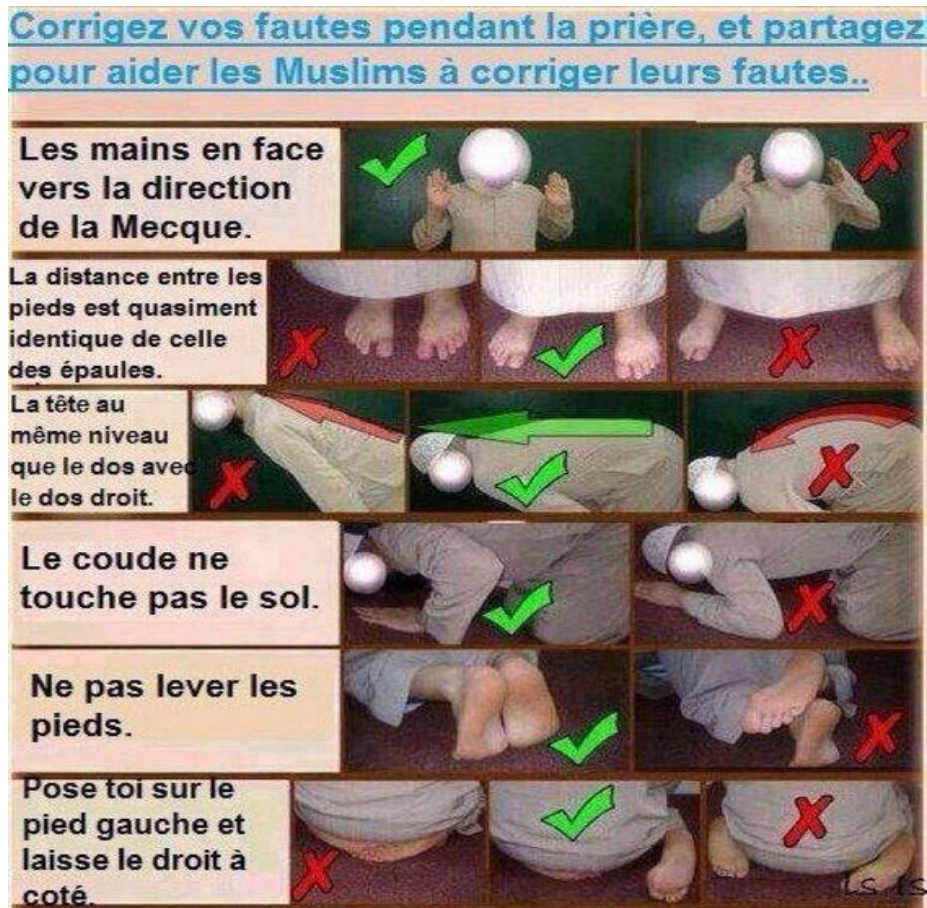 Corrigez vos fautes pendant la prière, et partagez
pour aider les Muslims à corriger leurs fautes..
Les mains en face
vers la direction
de la Mecque.
La distance entre les
pieds est quasiment
identique de celle
des épaules.
La tête au
même niveau
que le dos avec
le dos droit.
Le coude ne
touche pas le sol.
Ne pas lever les
pieds.
Pose toi sur le
pied gauche et
laisse le droit à
coté.